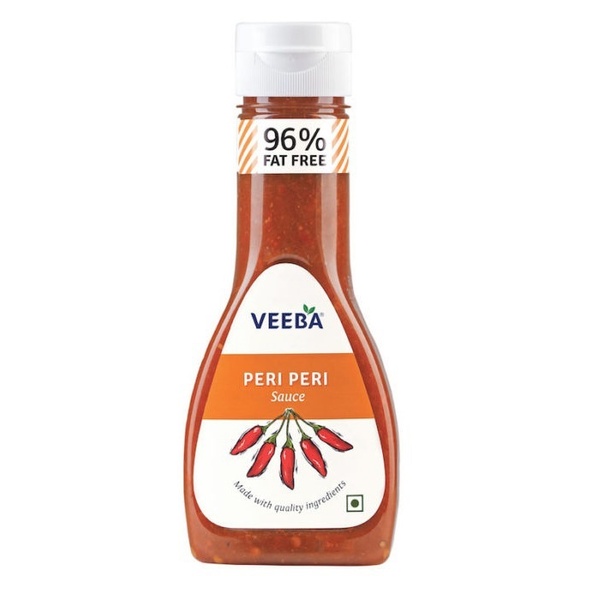 96%
FAT FREE
VEEBA®
PERI PERI
Sauce
Made with quality ingredients